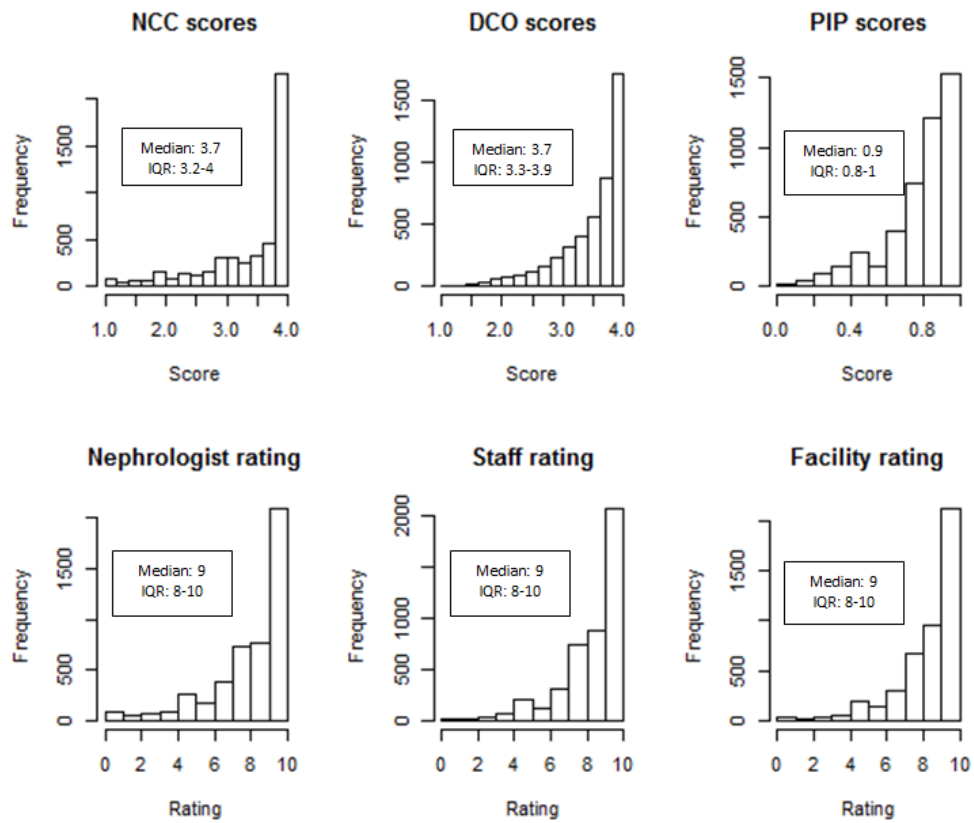 NCC scores
Frequency
500
1500
0
Median: 3.7
IQR: 3.2-4
1.0 2.0 3.0 4.0
Score
DCO scores
Frequency
0 500 1000 1500
Median: 3.7
IQR: 3.3-3.9
1.0 2.0 3.0 4.0
Score
PIP scores
Frequency
0 500 1000 1500
Median: 0.9
IQR: 0.8-1
0.0 0.4 0.8
Score
Nephrologist rating
Frequency
0 500 1500
Median: 9
IQR: 8-10
0 2 4 6 8 10
Rating
Staff rating
Frequency
0 500 1000 2000
Median: 9
IQR: 8-10
0 2 4 6 8 10
Rating
Facility rating
Frequency
0 500 1500
Median: 9
IQR: 8-10
0 2 4 6 8 10
Rating